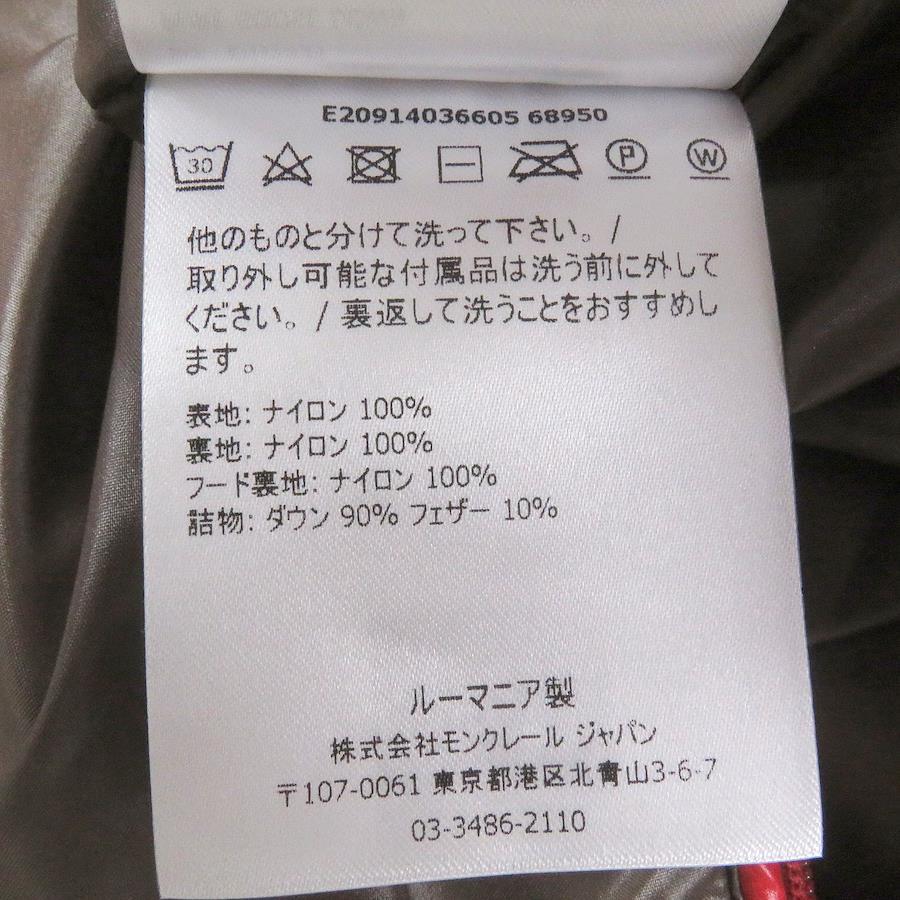 E20914036605 68950
30 P W
他のものと分けて洗って下さい。/
取り外し可能な付属品は洗う前に外して
ください。/ 裏返して洗うことをおすすめし
ます。
表地: ナイロン 100%
裏地: ナイロン 100%
フード裏地: ナイロン 100%
詰物: ダウン 90% フェザー 10%
ルーマニア製
株式会社モンクレール ジャパン
〒107-0061 東京都港区北青山3-6-7
03-3486-2110